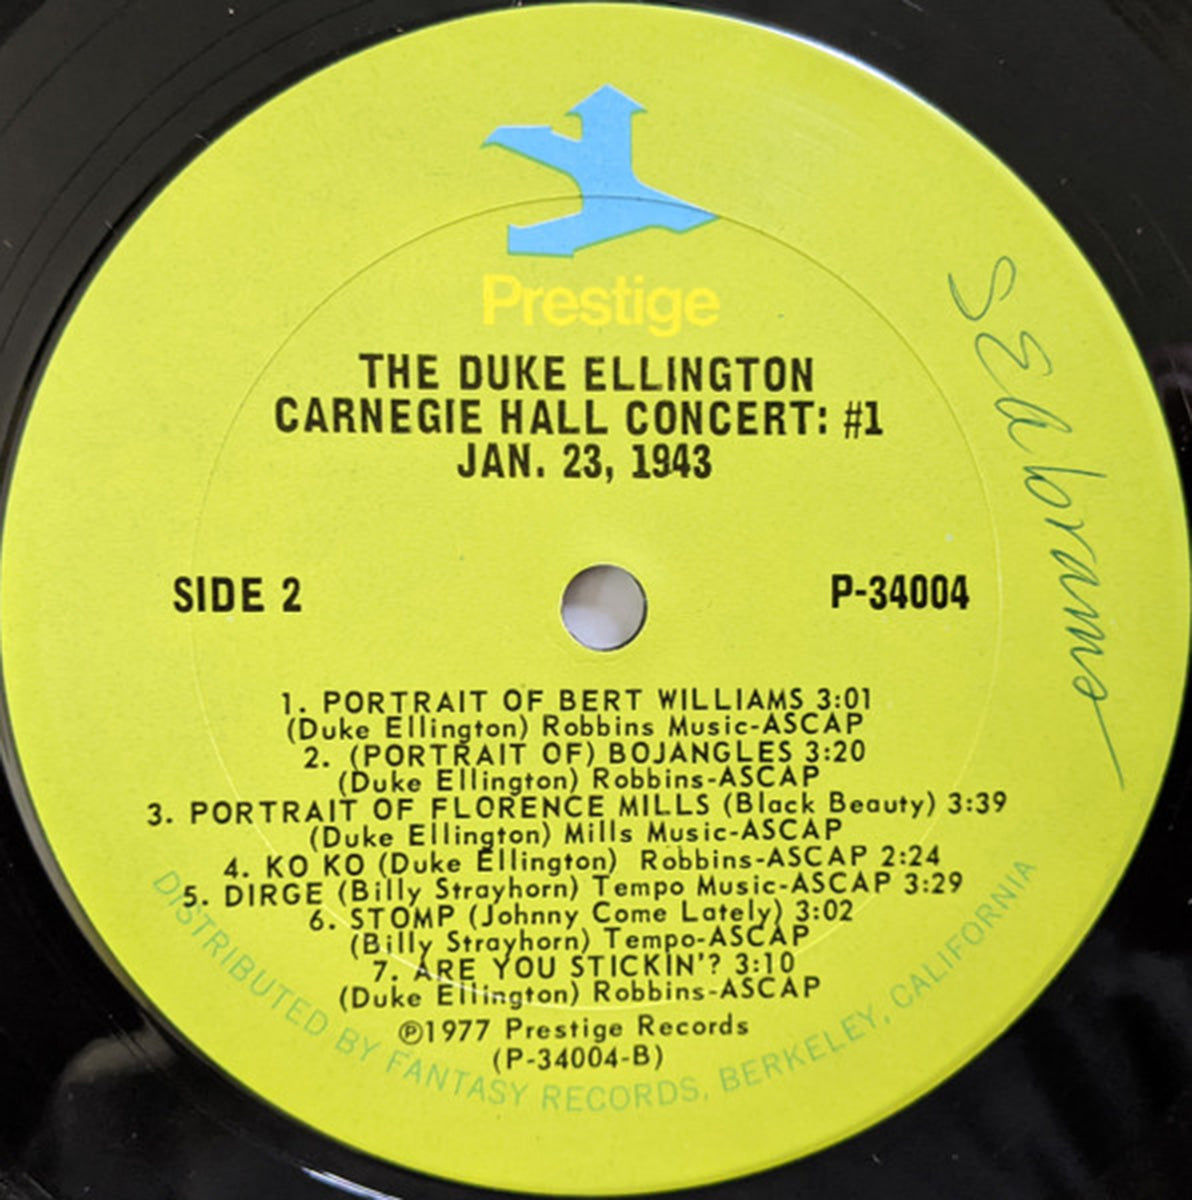 Prestige
THE DUKE ELLINGTON
CARNEGIE HALL CONCERT: #1
JAN. 23, 1943
SIDE 2
P-34004
1. PORTRAIT OF BERT WILLIAMS 3:01
(Duke Ellington) Robbins Music-ASCAP
2. (PORTRAIT OF) BOJANGLES 3:20
(Duke Ellington) Robbins-ASCAP
3. PORTRAIT OF FLORENCE MILLS (Black Beauty) 3:39
(Duke Ellington) Mills Music-ASCAP
4. KO KO (Duke Ellington) Robbins-ASCAP 2:24
5. DIRGE (Billy Strayhorn) Tempo Music-ASCAP 3:29
6. STOMP (Johnny Come Lately) 3:02
(Billy Strayhorn) Tempo-ASCAP
7. ARE YOU STICKIN'? 3:10
(Duke Ellington) Robbins-ASCAP
℗1977 Prestige Records
(P-34004-B)
DISTRIBUTED BY FANTASY RECORDS, BERKELEY, CALIFORNIA